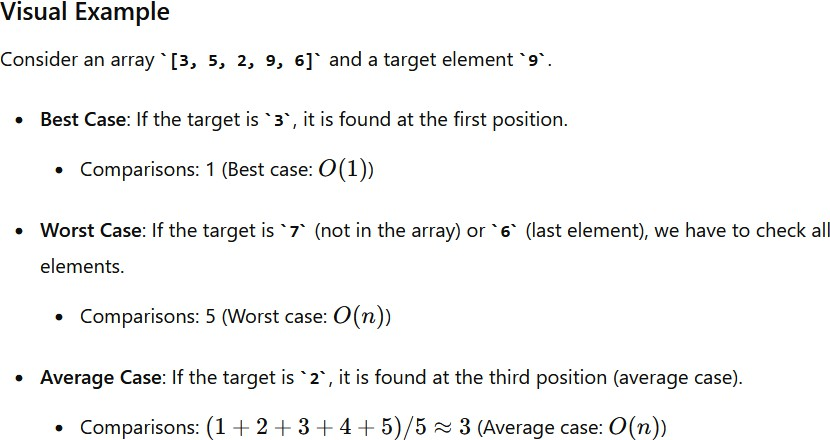 Visual Example
Consider an array `[3, 5, 2, 9, 6]` and a target element `9`.
• Best Case: If the target is `3`, it is found at the first position.
• Comparisons: 1 (Best case: O(1))
• Worst Case: If the target is `7` (not in the array) or `6` (last element), we have to check all
elements.
• Comparisons: 5 (Worst case: O(n))
• Average Case: If the target is `2`, it is found at the third position (average case).
• Comparisons: (1 + 2 + 3 + 4 + 5)/5 ≈ 3 (Average case: O(n))